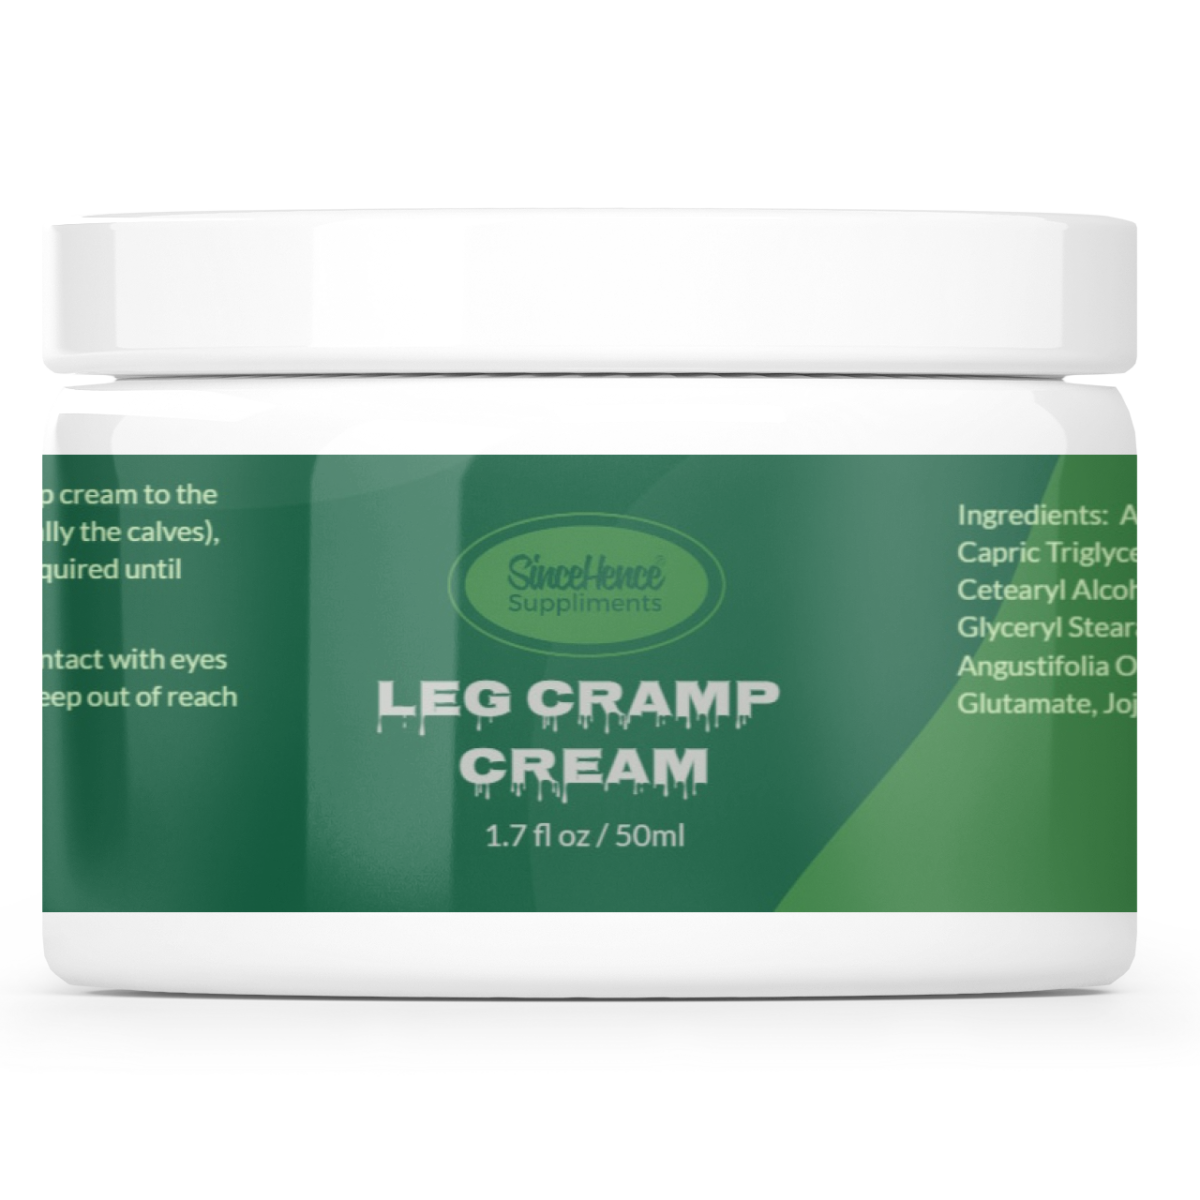 p cream to the
lly the calves),
quired until
ntact with eyes
eep out of reach
SinceHence®
Suppliments
LEG CRAMP
CREAM
1.7 fl oz / 50ml
Ingredients: A
Capric Triglyce
Cetearyl Alcoh
Glyceryl Steara
Angustifolia O
Glutamate, Joj